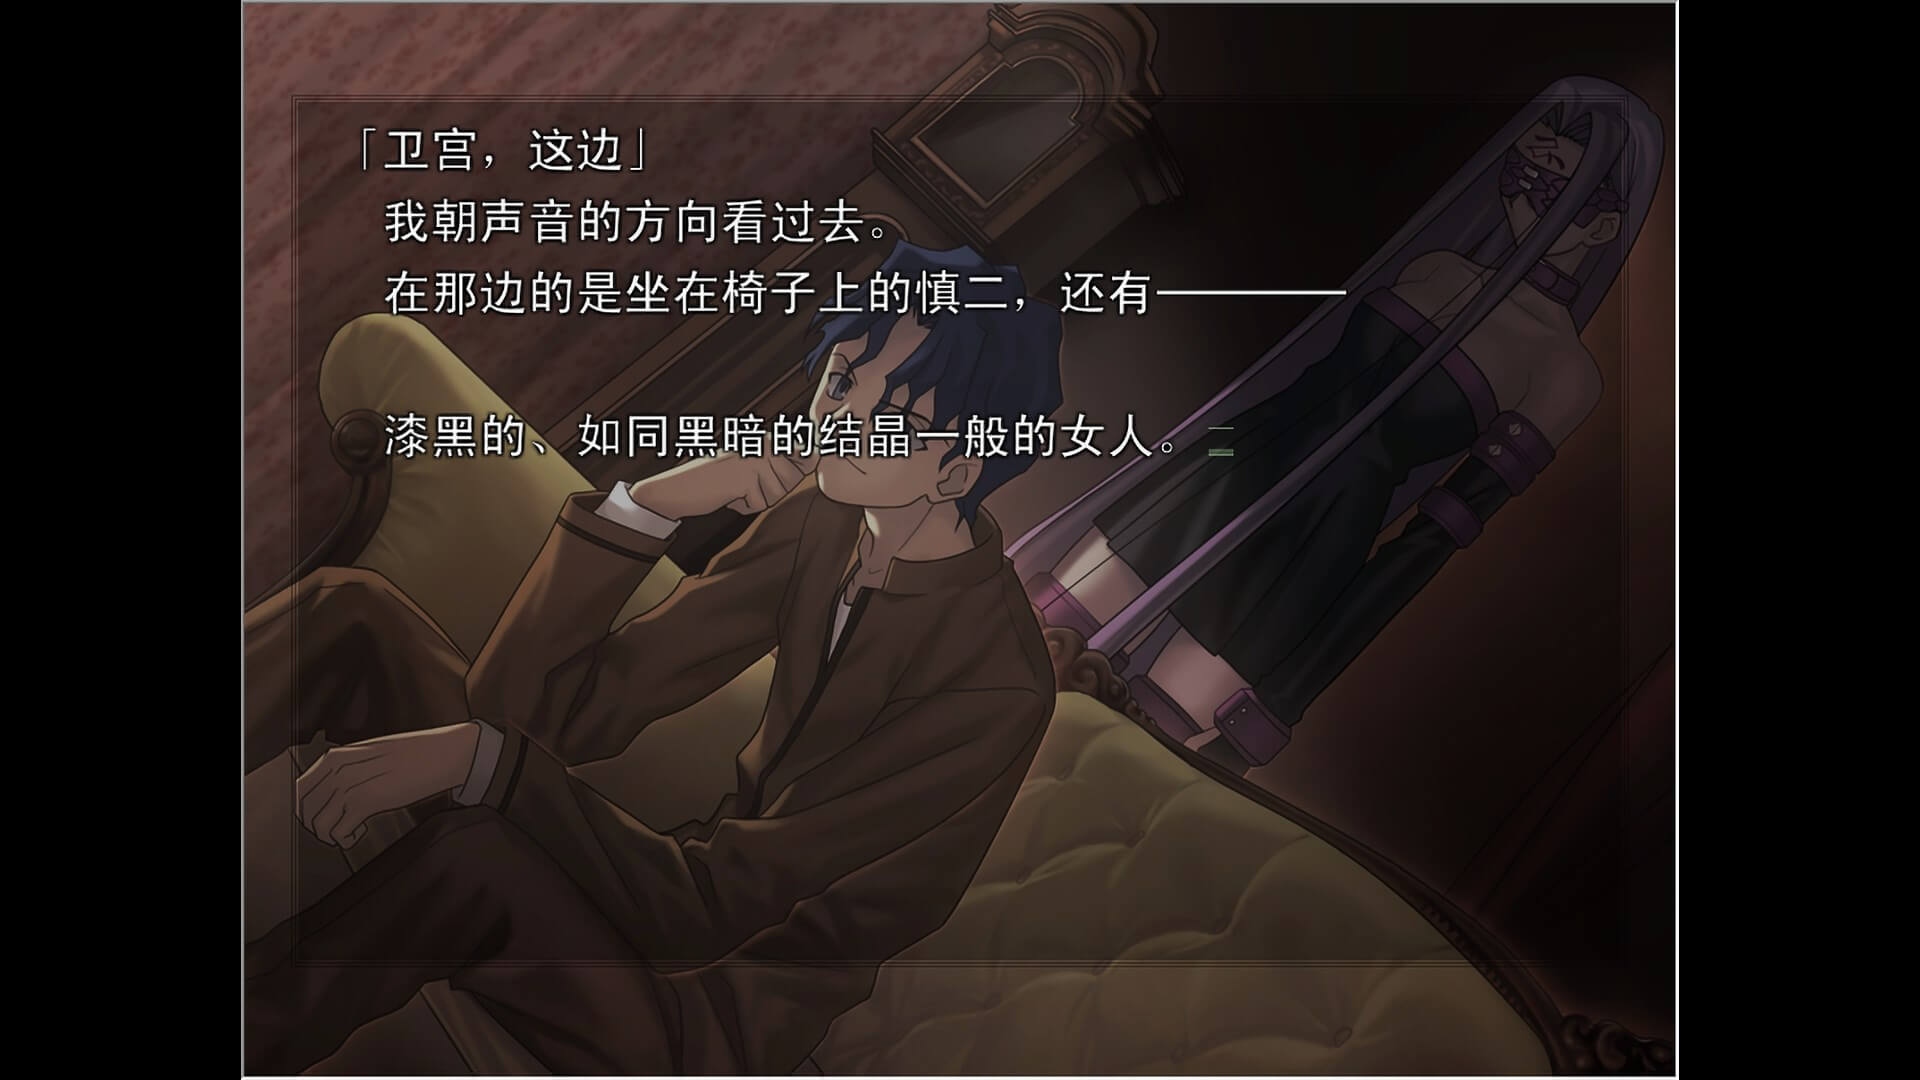 「卫宫，这边」
我朝声音的方向看过去。
在那边的是坐在椅子上的慎二，还有————
漆黑的、如同黑暗的结晶一般的女人。